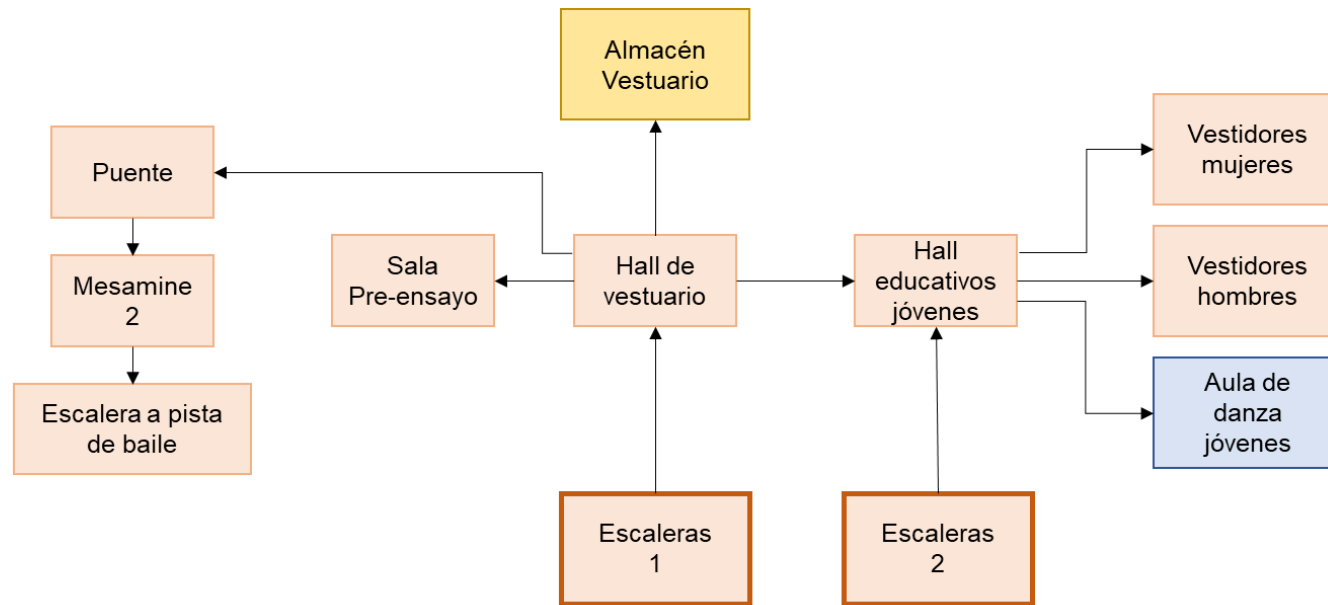 Almacén
Vestuario
Puente
Vestidores
mujeres
Sala
Pre-ensayo
Hall de
vestuario
Hall
educativos
jóvenes
Vestidores
hombres
Mesamine
2
Escalera a pista
de baile
Aula de
danza
jóvenes
Escaleras
1
Escaleras
2